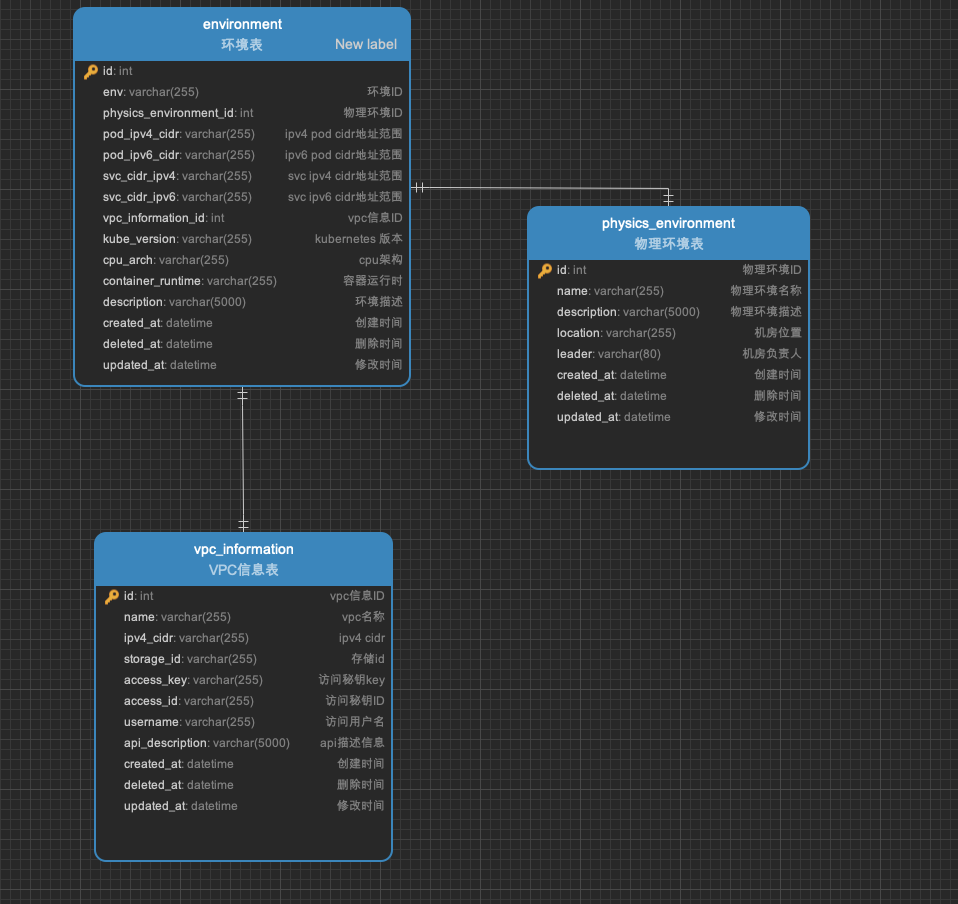 environment
环境表
New label
id: int
env: varchar(255) 环境ID
physics_environment_id: int 物理环境ID
pod_ipv4_cidr: varchar(255) ipv4 pod cidr地址范围
pod_ipv6_cidr: varchar(255) ipv6 pod cidr地址范围
svc_cidr_ipv4: varchar(255) svc ipv4 cidr地址范围
svc_cidr_ipv6: varchar(255) svc ipv6 cidr地址范围
vpc_information_id: int vpc信息ID
kube_version: varchar(255) kubernetes 版本
cpu_arch: varchar(255) cpu架构
container_runtime: varchar(255) 容器运行时
description: varchar(5000) 环境描述
created_at: datetime 创建时间
deleted_at: datetime 删除时间
updated_at: datetime 修改时间
physics_environment
物理环境表
id: int 物理环境ID
name: varchar(255) 物理环境名称
description: varchar(5000) 物理环境描述
location: varchar(255) 机房位置
leader: varchar(80) 机房负责人
created_at: datetime 创建时间
deleted_at: datetime 删除时间
updated_at: datetime 修改时间
vpc_information
VPC信息表
id: int vpc信息ID
name: varchar(255) vpc名称
ipv4_cidr: varchar(255) ipv4 cidr
storage_id: varchar(255) 存储id
access_key: varchar(255) 访问秘钥key
access_id: varchar(255) 访问秘钥ID
username: varchar(255) 访问用户名
api_description: varchar(5000) api描述信息
created_at: datetime 创建时间
deleted_at: datetime 删除时间
updated_at: datetime 修改时间